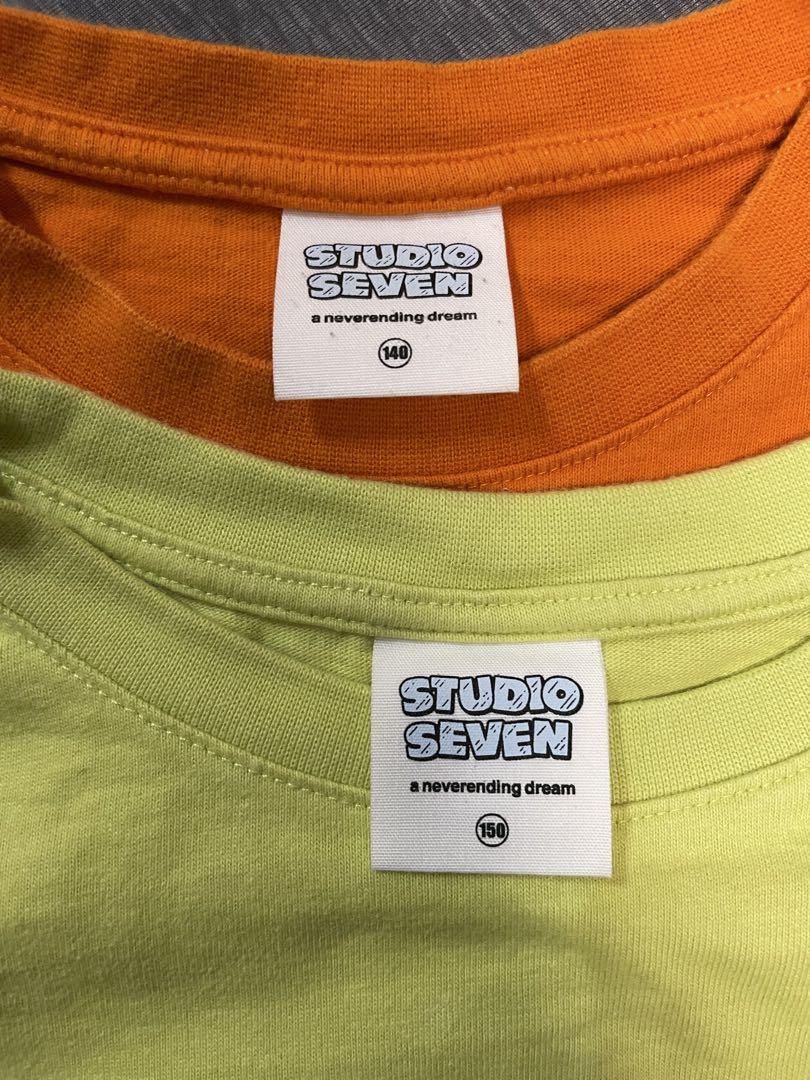 STUDIO
SEVEN
a neverending dream
140
STUDIO
SEVEN
a neverending dream
150